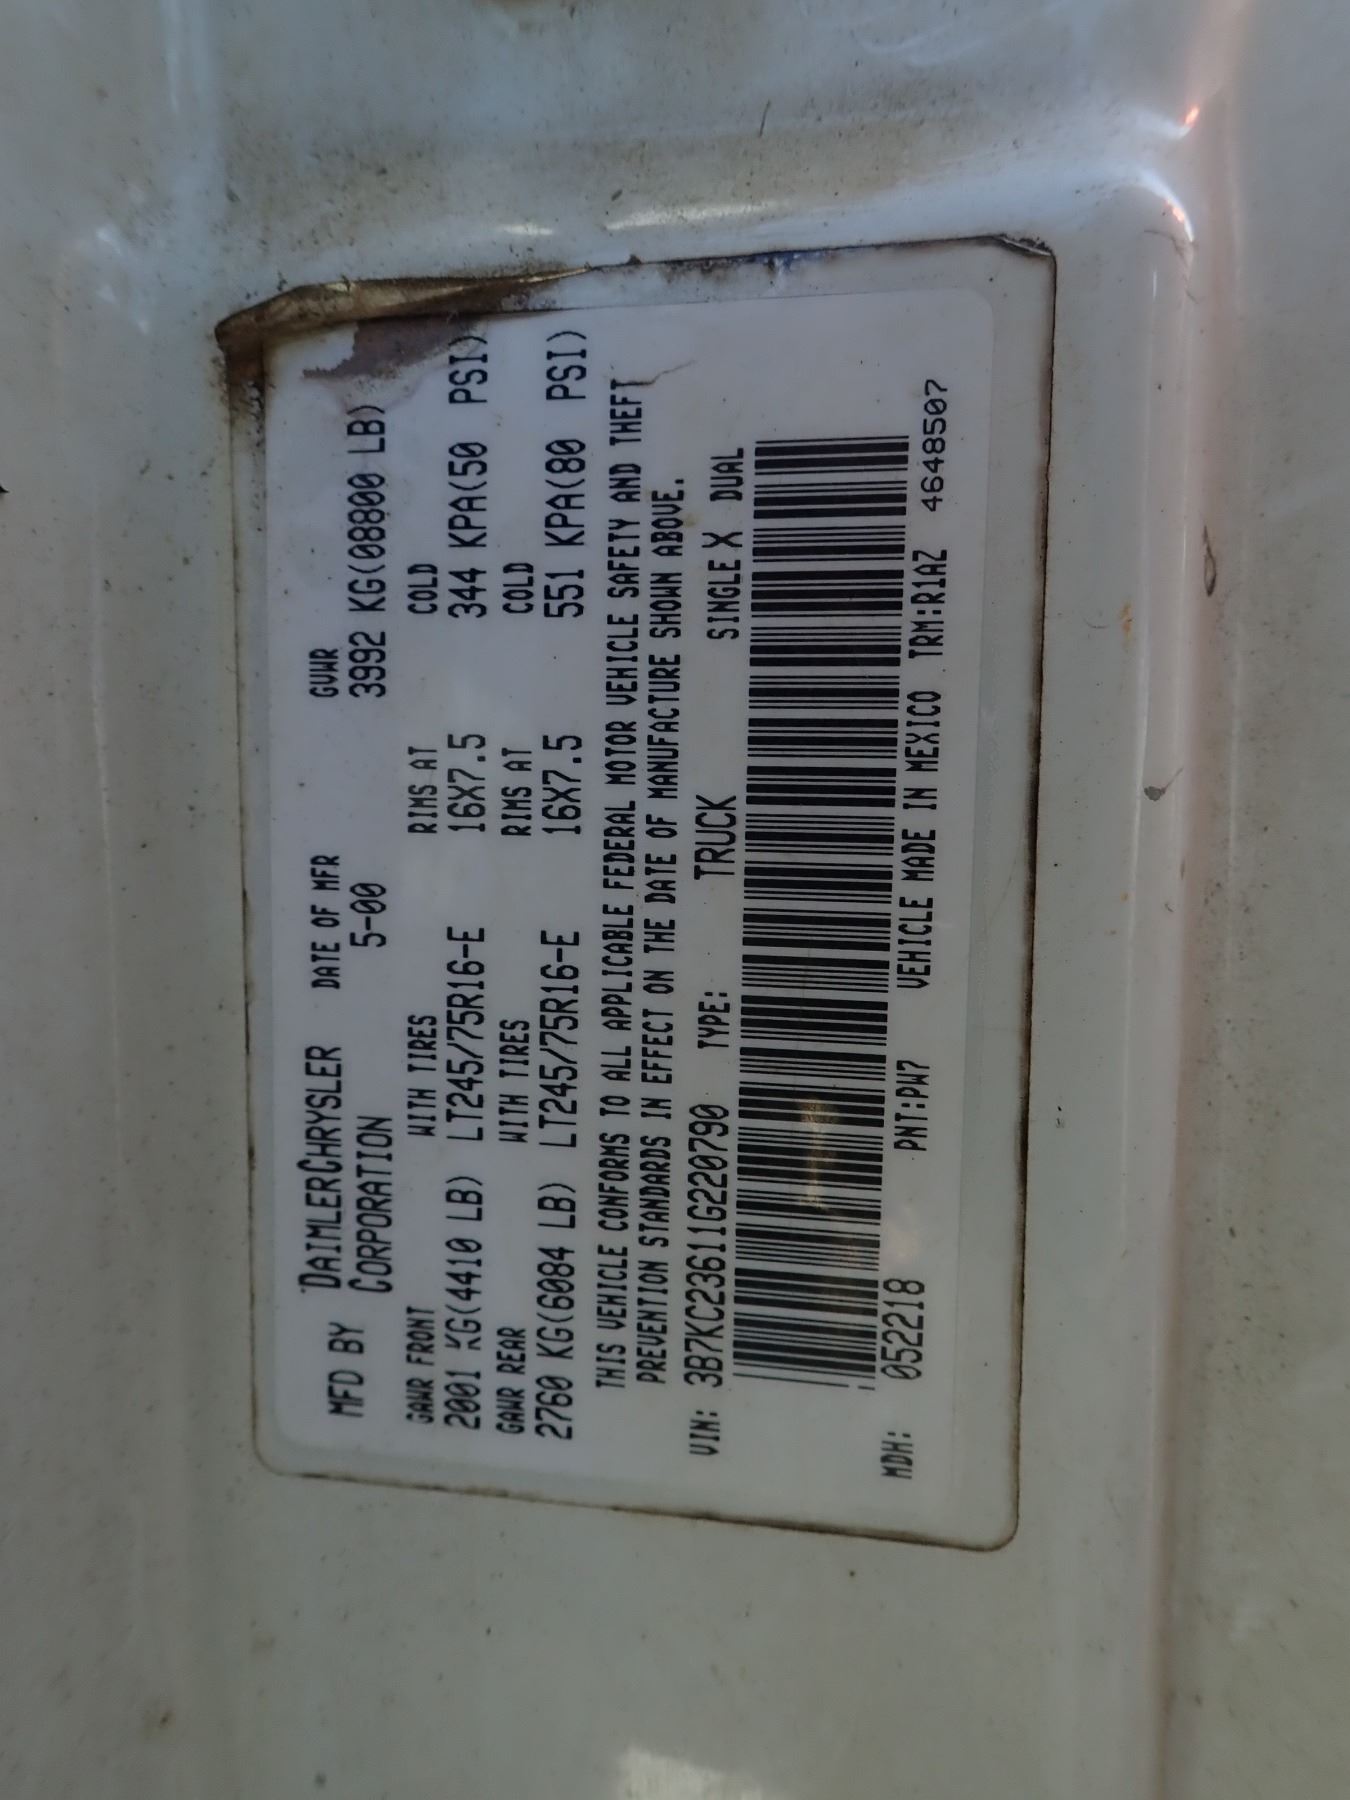 MFD BY DAIMLERCHRYSLER DATE OF MFR GVWR
CORPORATION 5-00 3992 KG(08800 LB)
GAWR FRONT WITH TIRES RIMS AT COLD
2001 KG(4410 LB) LT245/75R16-E 16X7.5 344 KPA(50 PSI)
GAWR REAR WITH TIRES RIMS AT COLD
2760 KG(6084 LB) LT245/75R16-E 16X7.5 551 KPA(80 PSI)
THIS VEHICLE CONFORMS TO ALL APPLICABLE FEDERAL MOTOR VEHICLE SAFETY AND THEFT
PREVENTION STANDARDS IN EFFECT ON THE DATE OF MANUFACTURE SHOWN ABOVE.
VIN: 3B7KC23611G220790 TYPE: TRUCK SINGLE X DUAL
MDH: 052218 PNT:PW7 VEHICLE MADE IN MEXICO TRM:R1AZ 4648507